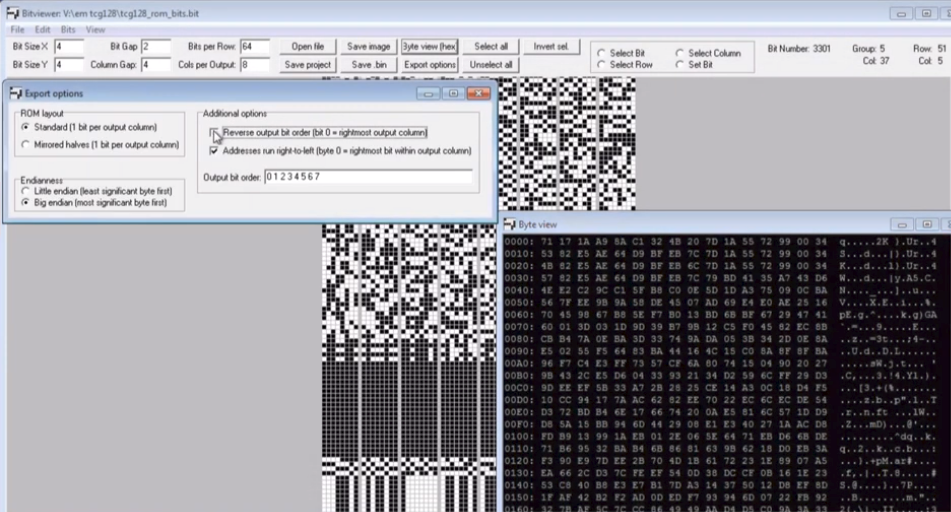 Bitviewer: V:\em tcg128\tcg128_rom_bits.bit
File Edit Bits View
Bit Size X 4 Bit Gap 2 Bits per Row: 64 Open file Save image Byte view (hex Select all Invert sel. Select Bit Select Column Bit Number: 3301 Group: 5 Row: 51
Bit Size Y 4 Column Gap: 4 Cols per Output: 8 Save project Save .bin Export options Unselect all Select Row Set Bit Col: 37 Col: 5
Export options
ROM layout
Standard (1 bit per output column)
Mirrored halves (1 bit per output column)
Endianness
Little endian (least significant byte first)
Big endian (most significant byte first)
Additional options
Reverse output bit order (bit 0 = rightmost output column)
Addresses run right-to-left (byte 0 = rightmost bit within output column)
Output bit order: 0 1 2 3 4 5 6 7
Byte view
0000: 71 17 1A A9 8A C1 32 4B 20 7D 1A 55 72 99 00 34 q.....2K }.Ur..4
0010: 53 82 E5 AE 64 D9 BF EB 7C 7D 1A 55 72 99 00 34 S...d...|}.Ur..4
0020: 4B 82 E5 AE 64 D9 BF EB 6C 7D 1A 55 72 99 00 34 K...d...l}.Ur..4
0030: 57 82 E5 AE 64 D9 BF EB 7C 79 BD 41 35 A7 43 D6 W...d...|y.A5.C.
0040: 4E E2 C2 9C C1 5F B8 C0 0E 5D 1D A3 75 09 0C BA
0050: 56 7F EE 9B 9A 58 DE 45 07 AD 69 E4 E0 AE 25 16
0060: 70 45 98 67 B8 5E F7 B0 13 BD 6B BF 67 29 47 41 pE.g.^....k.g)GA
0070: 60 01 3D 03 1D 9D 39 B7 9B 12 C5 F0 45 82 EC 8B
0080: CB B4 7A 0E BA 3D 33 74 9A DA 05 3B 34 2D 0E 8A
0090: E5 02 55 F5 64 83 BA 44 16 4C 15 C0 8A 8F 8F BA
00A0: 96 F7 C4 E3 FF 73 57 CF 6A 80 74 15 04 90 20 27
00B0: 9B 43 2C E5 D6 04 33 93 21 34 D2 59 6C FF 29 D3
00C0: 9D EE EF 5B 33 A7 2B 28 25 CE 14 A3 0C 18 D4 F5
00D0: 10 CC 94 17 7A AC 62 82 EE 70 22 EC 6C EC DE 54
00E0: D3 72 BD B4 6E 17 66 74 20 0A E5 81 6C 57 1D D9
00F0: D8 5A 15 BB 94 6D 44 29 08 E1 E3 40 27 1A AC D8
0100: FD B9 13 99 1A EB 01 2E 06 5E 64 71 EB D6 6B DE
0110: 71 B6 95 32 BA B4 6B 86 81 63 9B 62 18 D0 EB 3A
0120: F3 90 E9 7D EE 2B 70 4D 1B 61 72 23 1E 89 07 A5
0130: EA 66 2C D3 7C FE EF 54 0D 38 DC CF 0B 16 1E 23
0140: 53 C8 40 B8 E3 E7 B1 7D A3 14 37 50 12 D8 EF 8D
0150: 1F AF 42 B2 F2 AD 0D ED F7 93 94 6D 07 22 FB 92